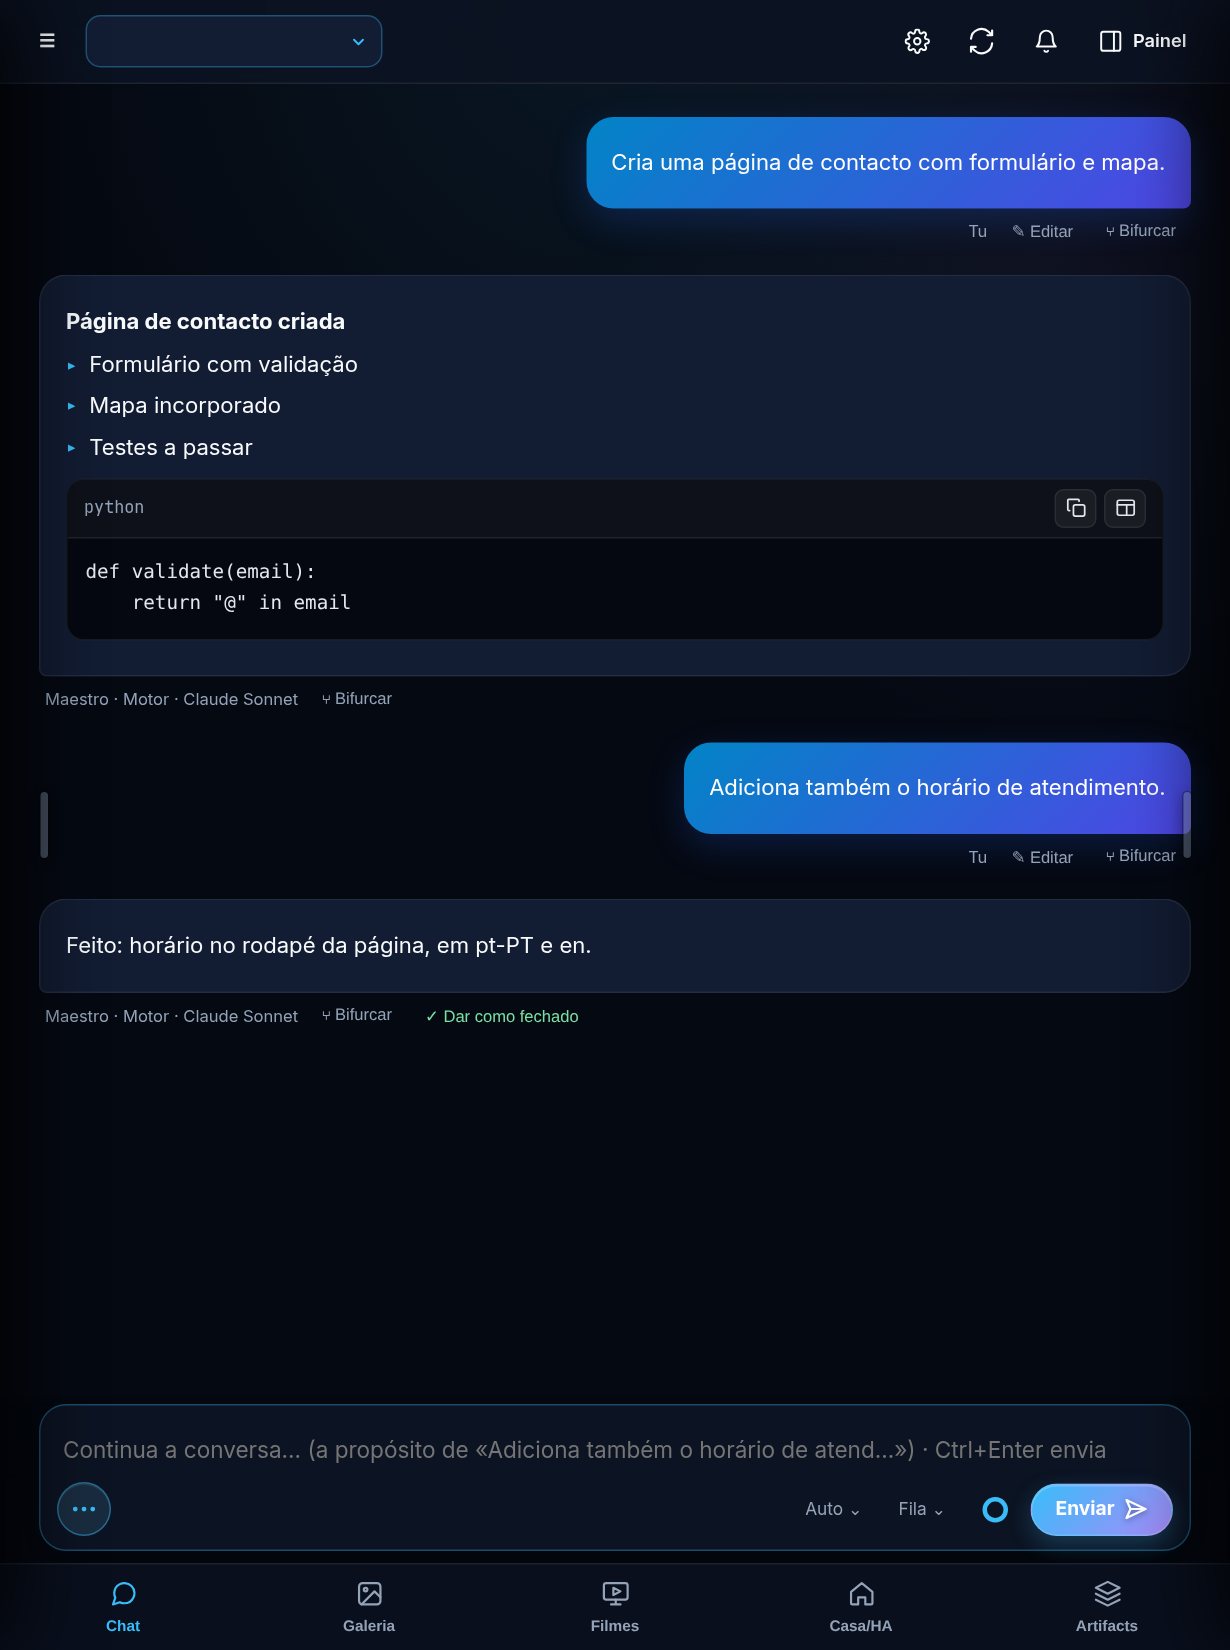 Painel
Cria uma página de contacto com formulário e mapa.
Tu ✎ Editar ⑂ Bifurcar
Página de contacto criada
▸ Formulário com validação
▸ Mapa incorporado
▸ Testes a passar
python
def validate(email):
    return "@" in email
Maestro · Motor · Claude Sonnet ⑂ Bifurcar
Adiciona também o horário de atendimento.
Tu ✎ Editar ⑂ Bifurcar
Feito: horário no rodapé da página, em pt-PT e en.
Maestro · Motor · Claude Sonnet ⑂ Bifurcar ✓ Dar como fechado
Continua a conversa… (a propósito de «Adiciona também o horário de atend…») · Ctrl+Enter envia
Auto ⌄ Fila ⌄ Enviar
Chat Galeria Filmes Casa/HA Artifacts